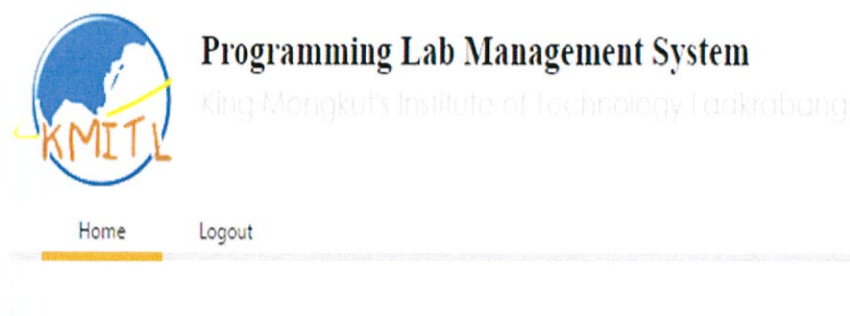 Programming Lab Management System
King Mongkut's Institute of Technology Ladkrabang
KMITL
Home Logout